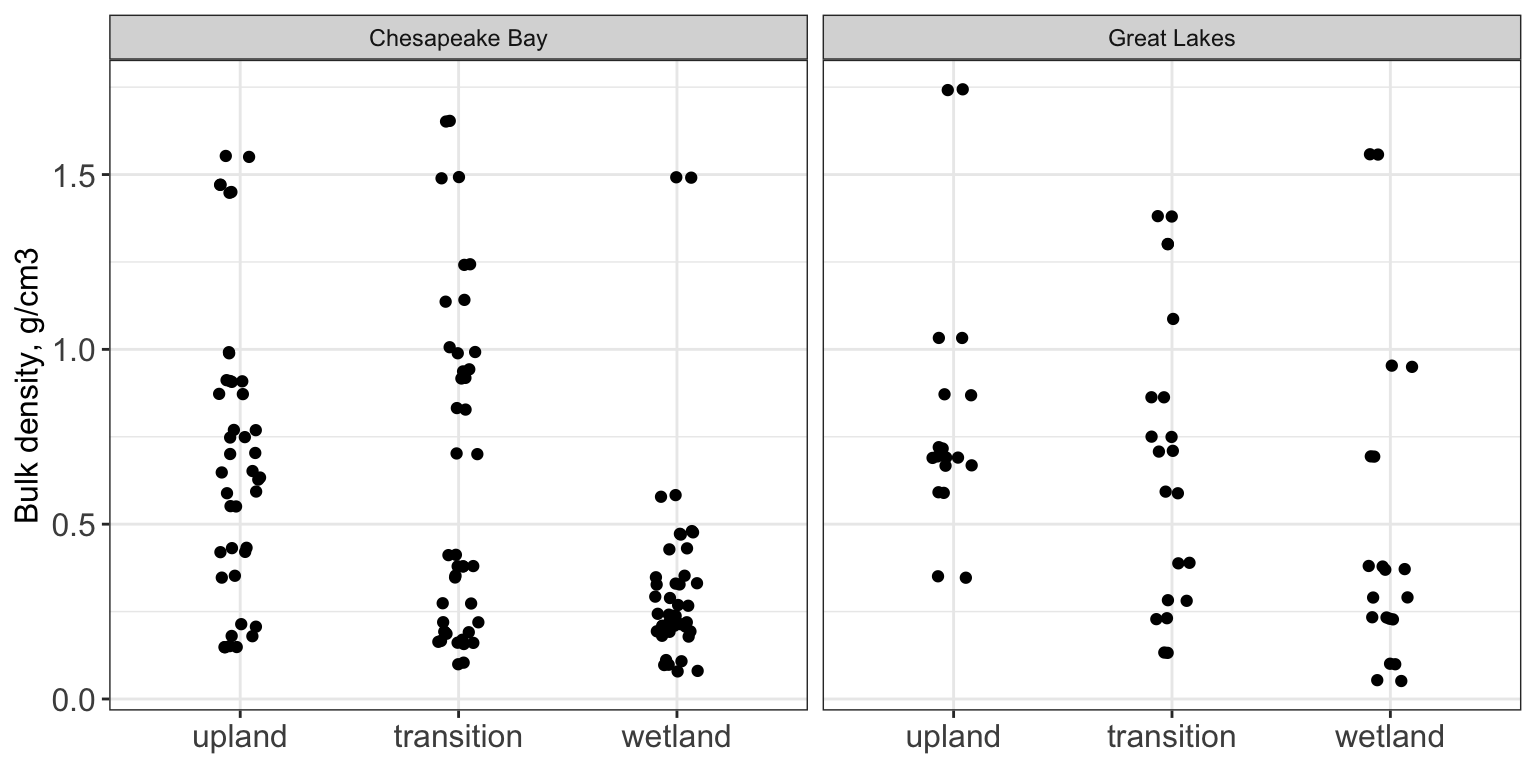 Chesapeake Bay
Great Lakes
Bulk density, g/cm3
1.5
1.0
0.5
0.0
upland transition wetland
upland transition wetland